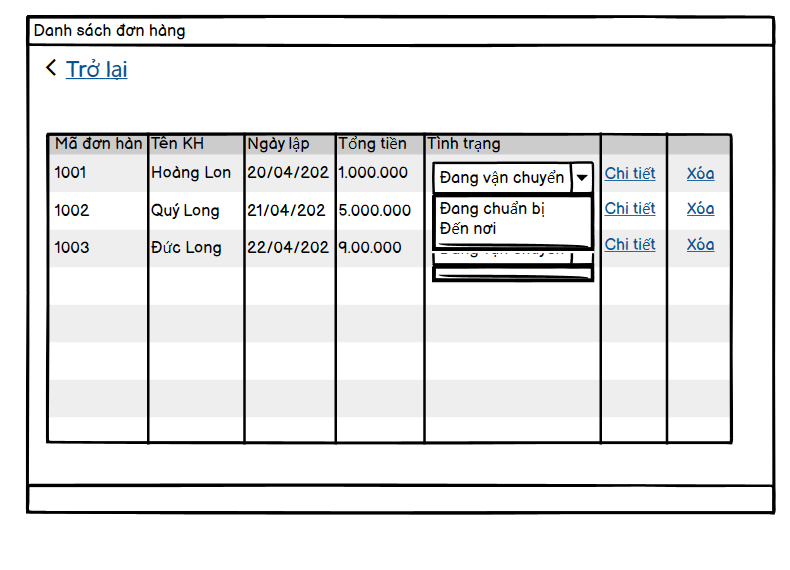 Danh sách đơn hàng
Trở lại
Mã đơn hàn Tên KH Ngày lập Tổng tiền Tình trạng
1001 Hoàng Lon 20/04/202 1.000.000 Đang vận chuyển Chi tiết Xóa
1002 Quý Long 21/04/202 5.000.000 Đang chuẩn bị Chi tiết Xóa
Đến nơi
1003 Đức Long 22/04/202 9.00.000 Đang vận chuyển Chi tiết Xóa